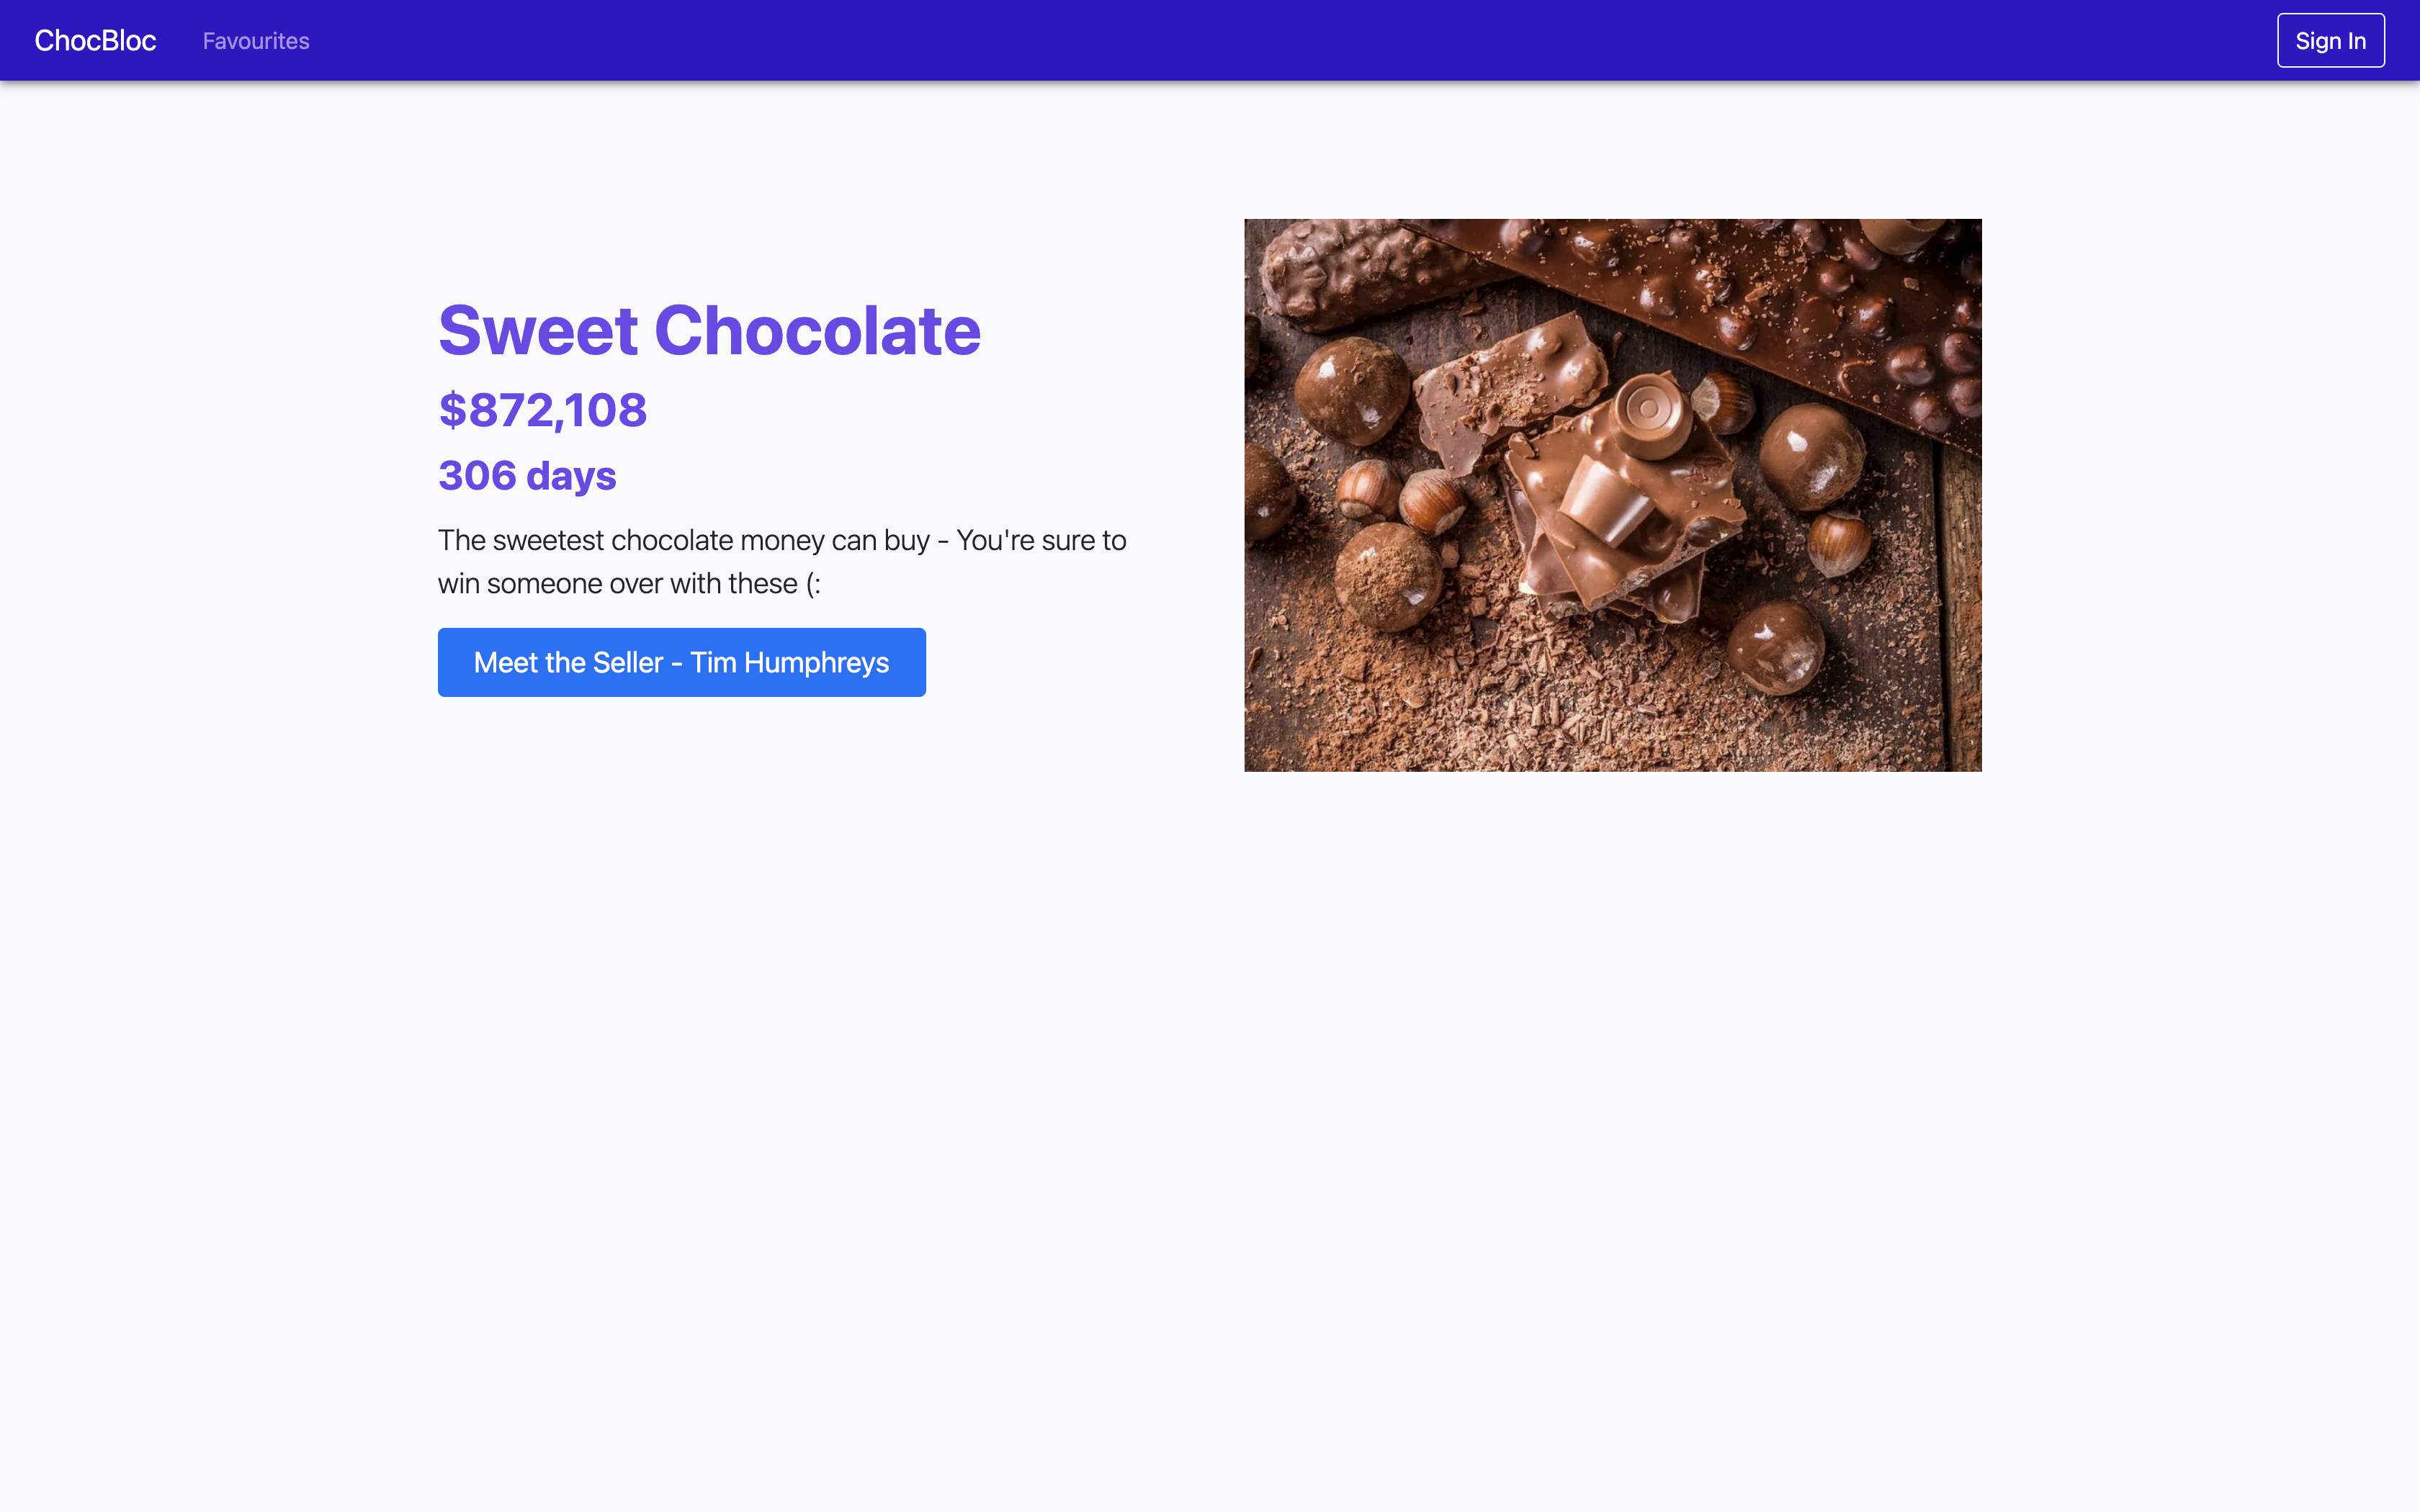 ChocBloc
Favourites
Sign In
Sweet Chocolate
$872,108
306 days
The sweetest chocolate money can buy - You're sure to
win someone over with these (:
Meet the Seller - Tim Humphreys